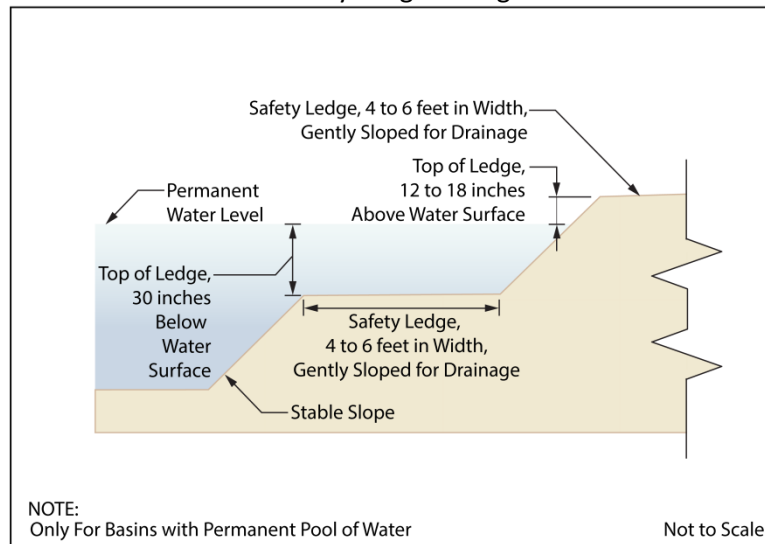 Safety Ledge, 4 to 6 feet in Width,
Gently Sloped for Drainage
Top of Ledge,
12 to 18 inches
Above Water Surface
Permanent
Water Level
Top of Ledge,
30 inches
Below
Water
Surface
Safety Ledge,
4 to 6 feet in Width,
Gently Sloped for Drainage
Stable Slope
NOTE:
Only For Basins with Permanent Pool of Water
Not to Scale